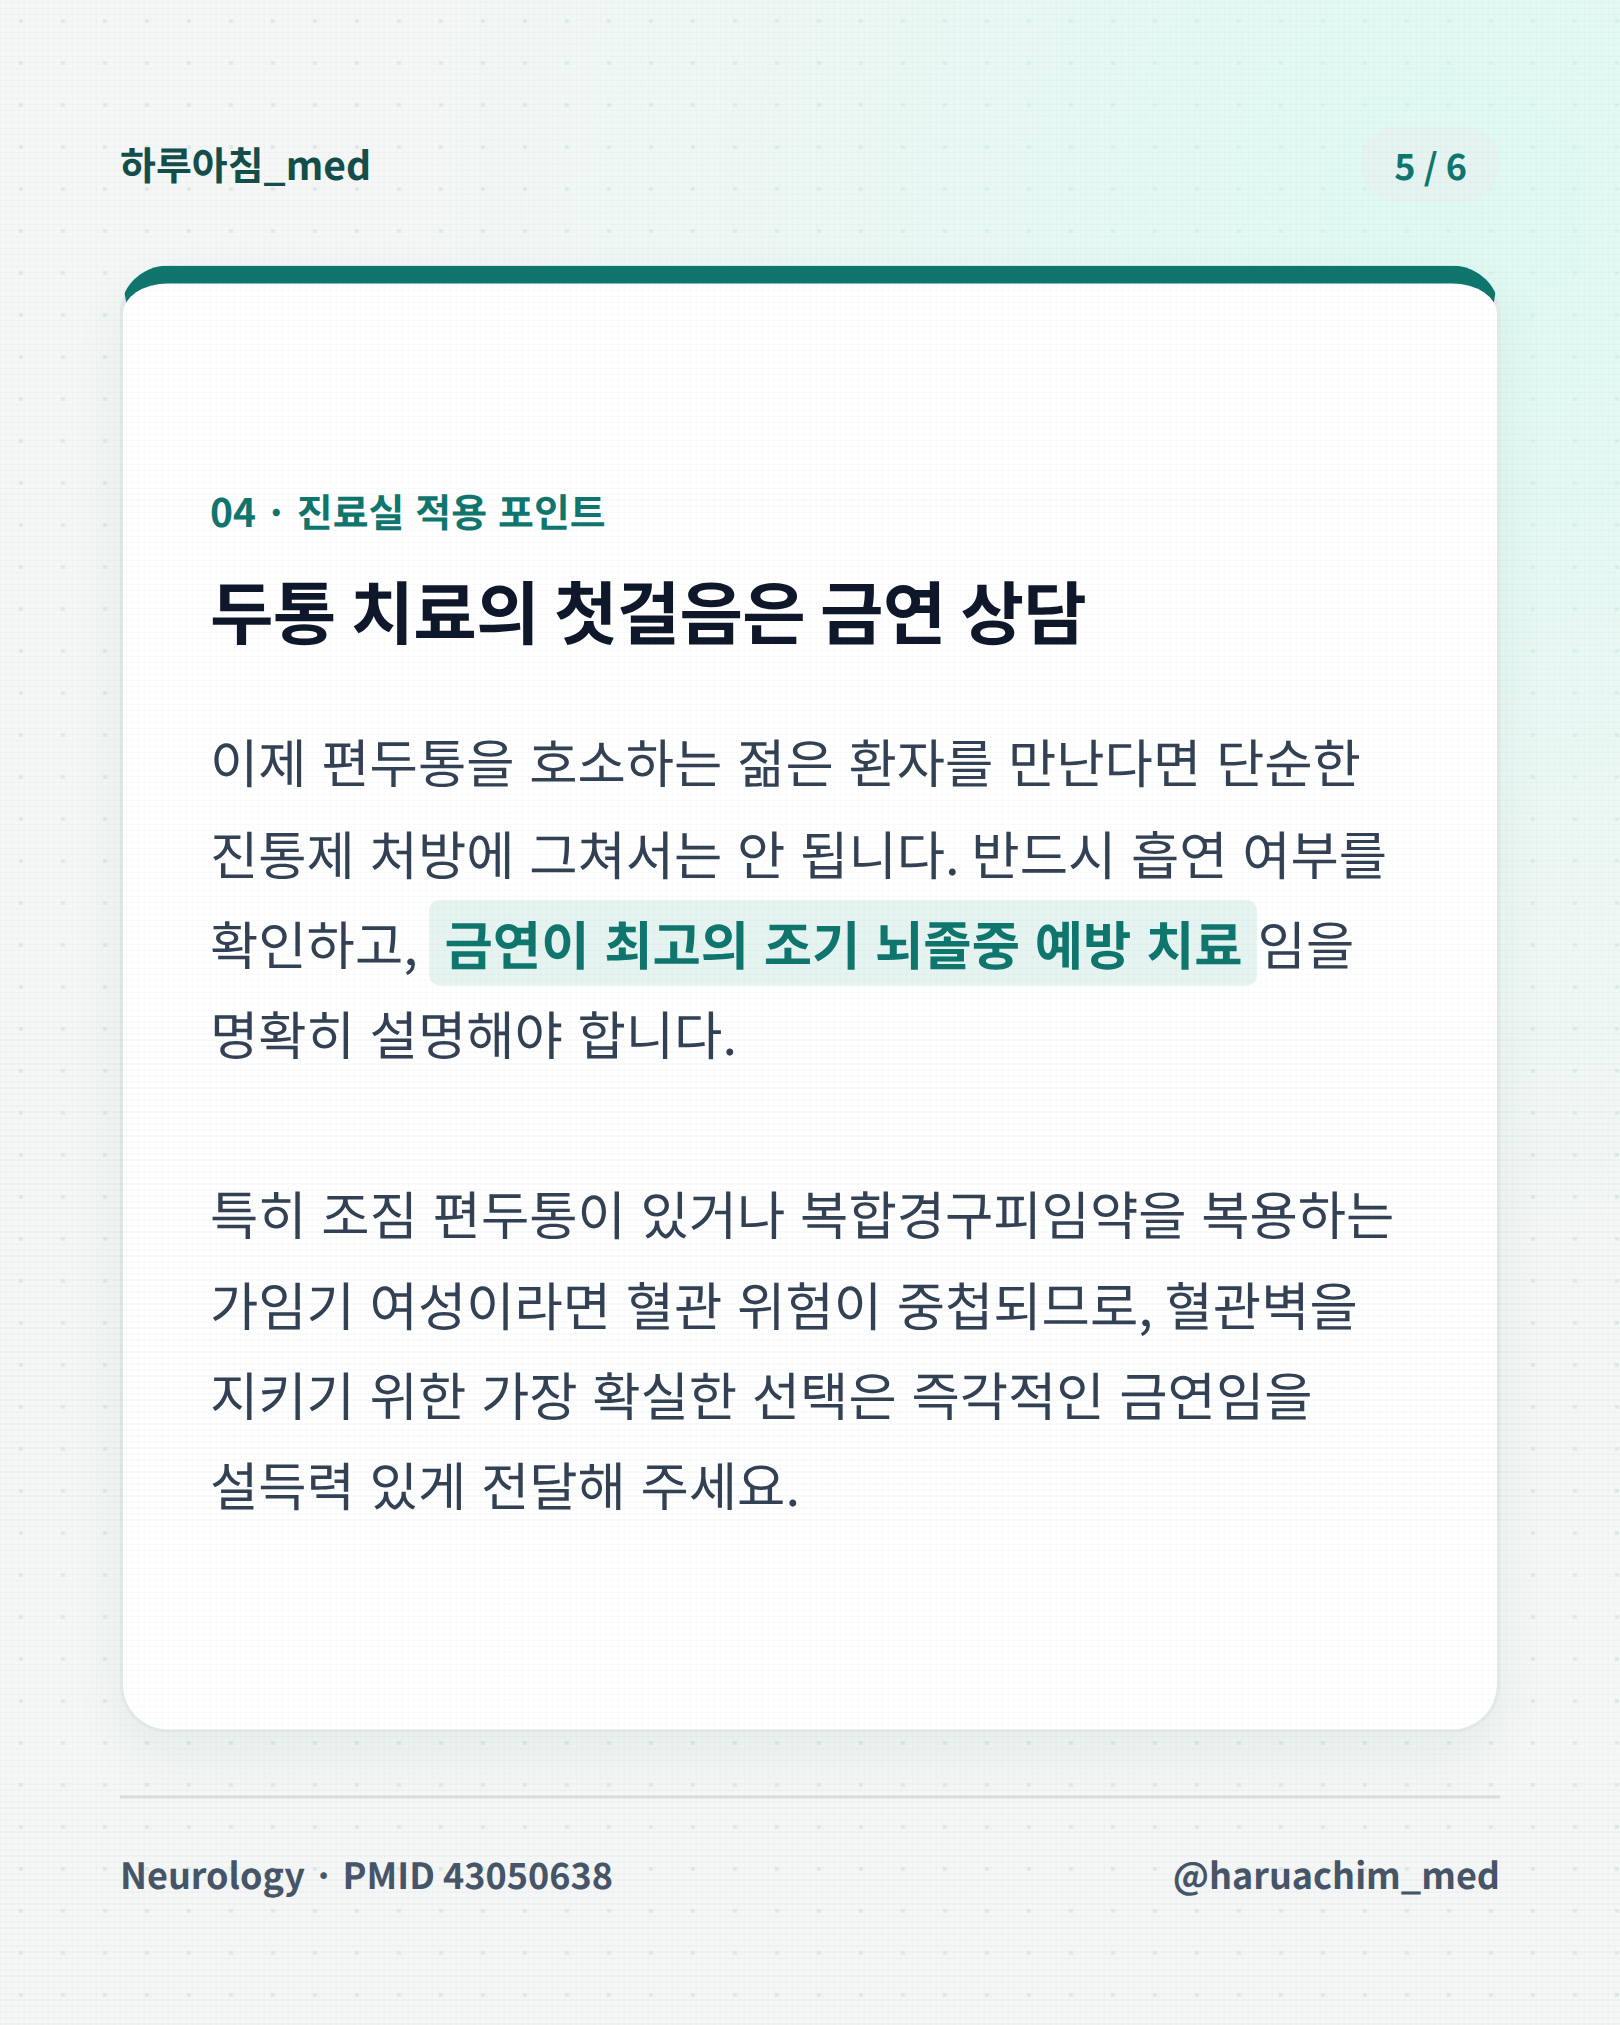 하루아침_med
5 / 6
04 · 진료실 적용 포인트
두통 치료의 첫걸음은 금연 상담
이제 편두통을 호소하는 젊은 환자를 만난다면 단순한
진통제 처방에 그쳐서는 안 됩니다. 반드시 흡연 여부를
확인하고, 금연이 최고의 조기 뇌졸중 예방 치료임을
명확히 설명해야 합니다.
특히 조짐 편두통이 있거나 복합경구피임약을 복용하는
가임기 여성이라면 혈관 위험이 중첩되므로, 혈관벽을
지키기 위한 가장 확실한 선택은 즉각적인 금연임을
설득력 있게 전달해 주세요.
Neurology · PMID 43050638
@haruachim_med